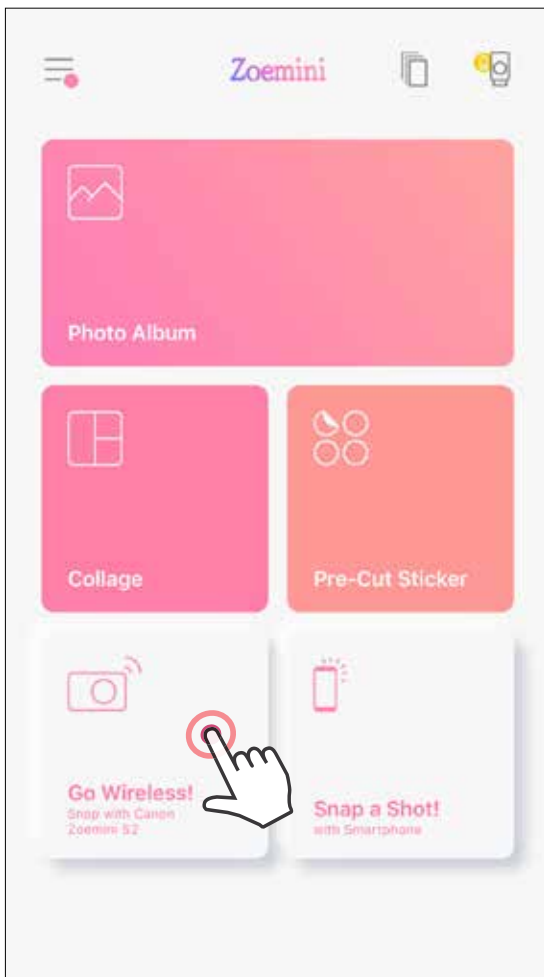 Zoemini
Photo Album
Collage
Pre-Cut Sticker
Go Wireless!
Snap with Canon
Zoemini S2
Snap a Shot!
with Smartphone